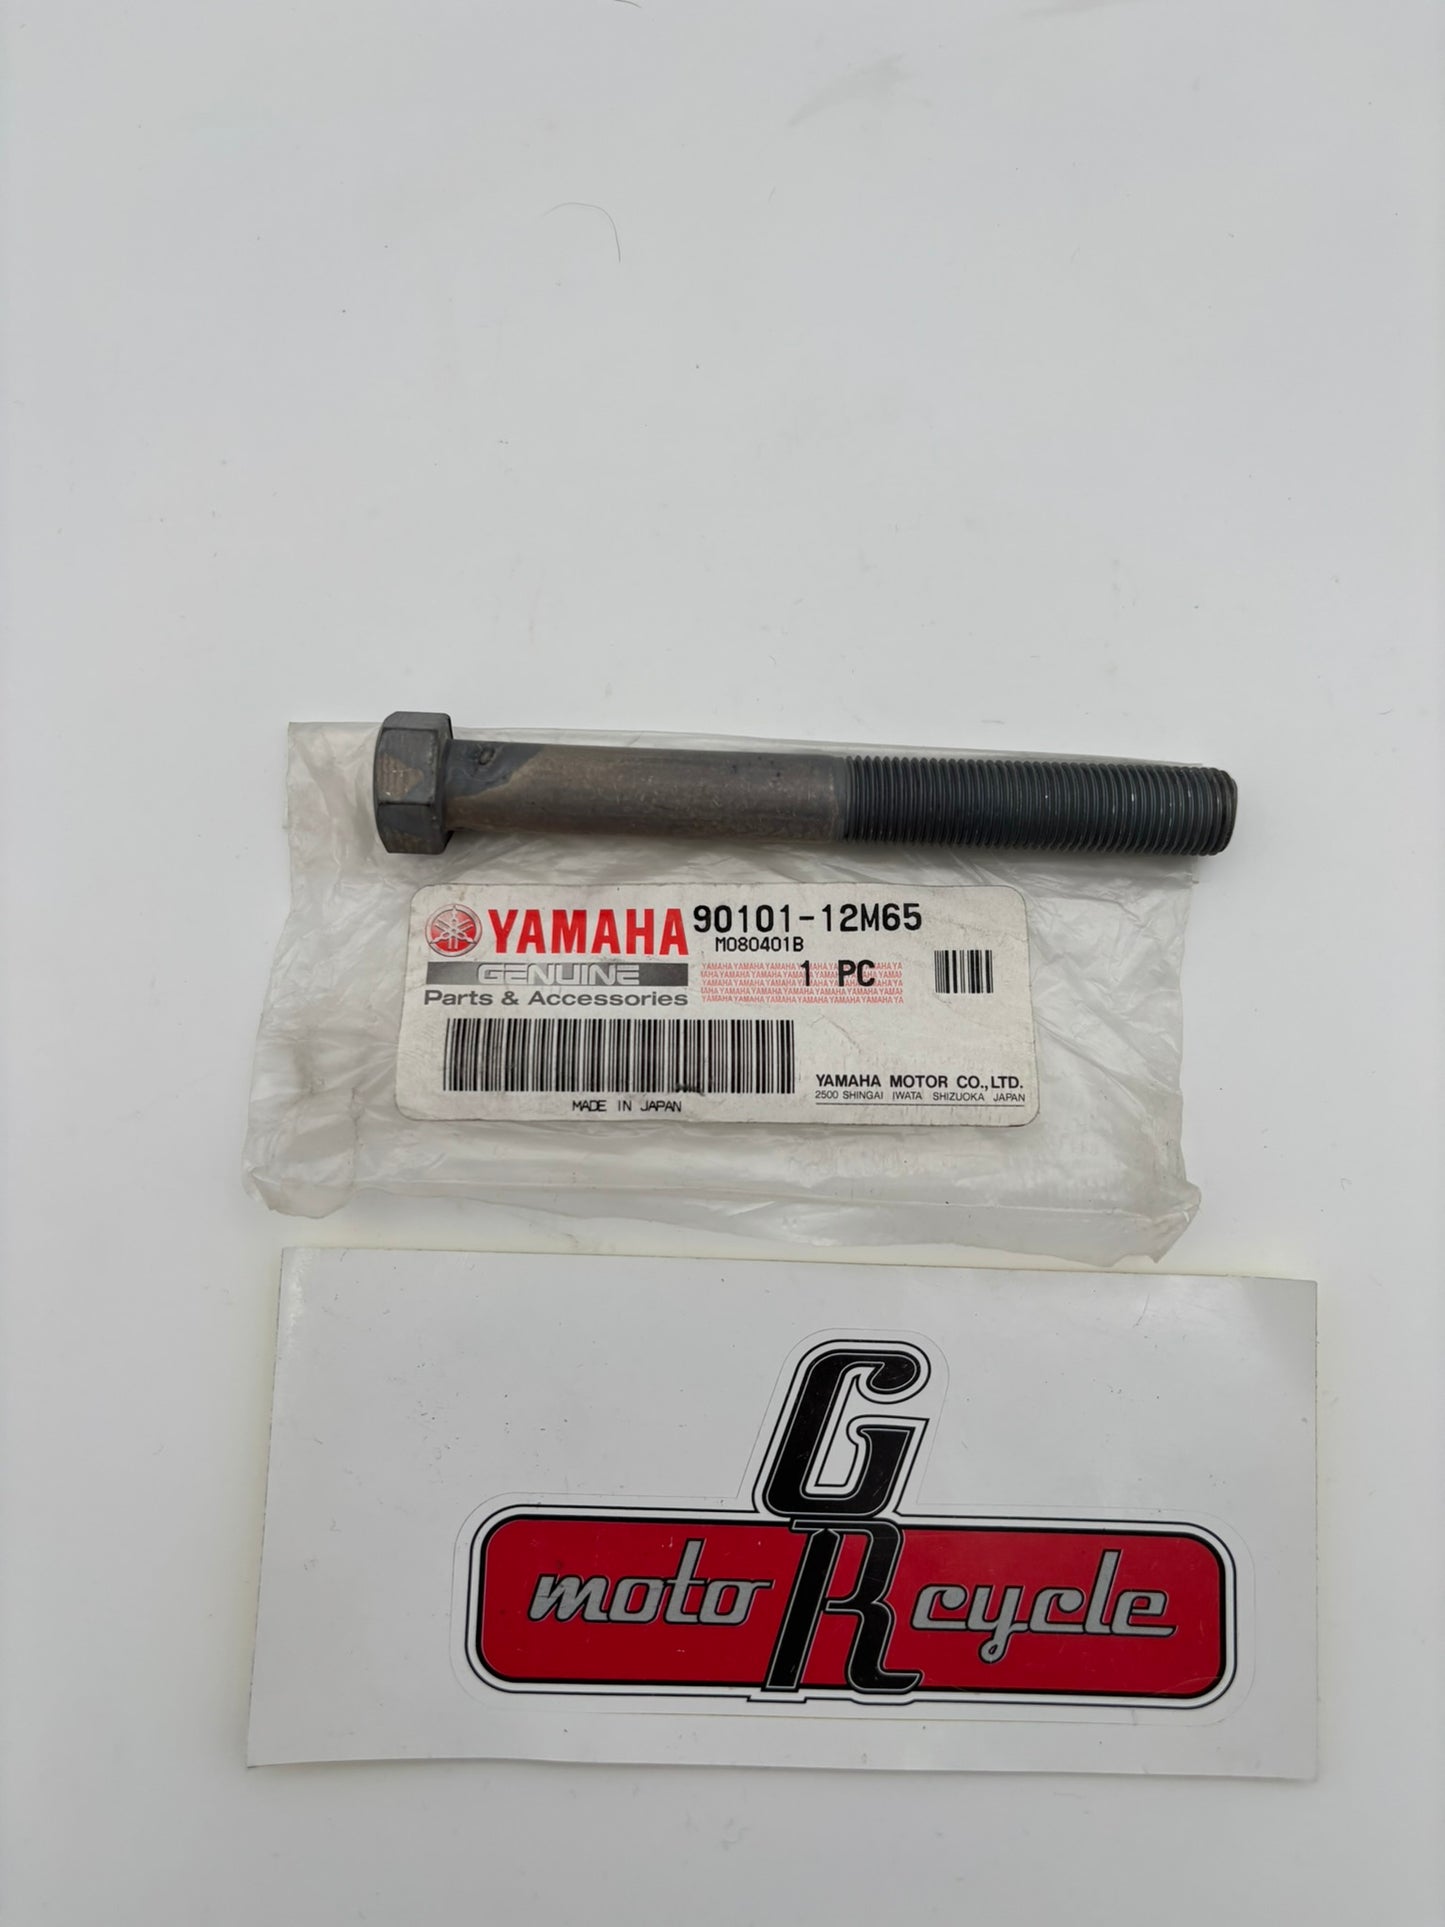 YAMAHA 90101-12M65
M080401B
GENUINE
1 PC
Parts & Accessories
YAMAHA MOTOR CO.,LTD.
2500 SHINGAI IWATA SHIZUOKA JAPAN
MADE IN JAPAN
G
moto R cycle